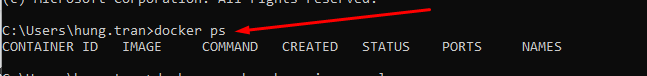 (c) Microsoft Corporation. All rights reserved.
C:\Users\hung.tran>docker ps
CONTAINER ID IMAGE COMMAND CREATED STATUS PORTS NAMES